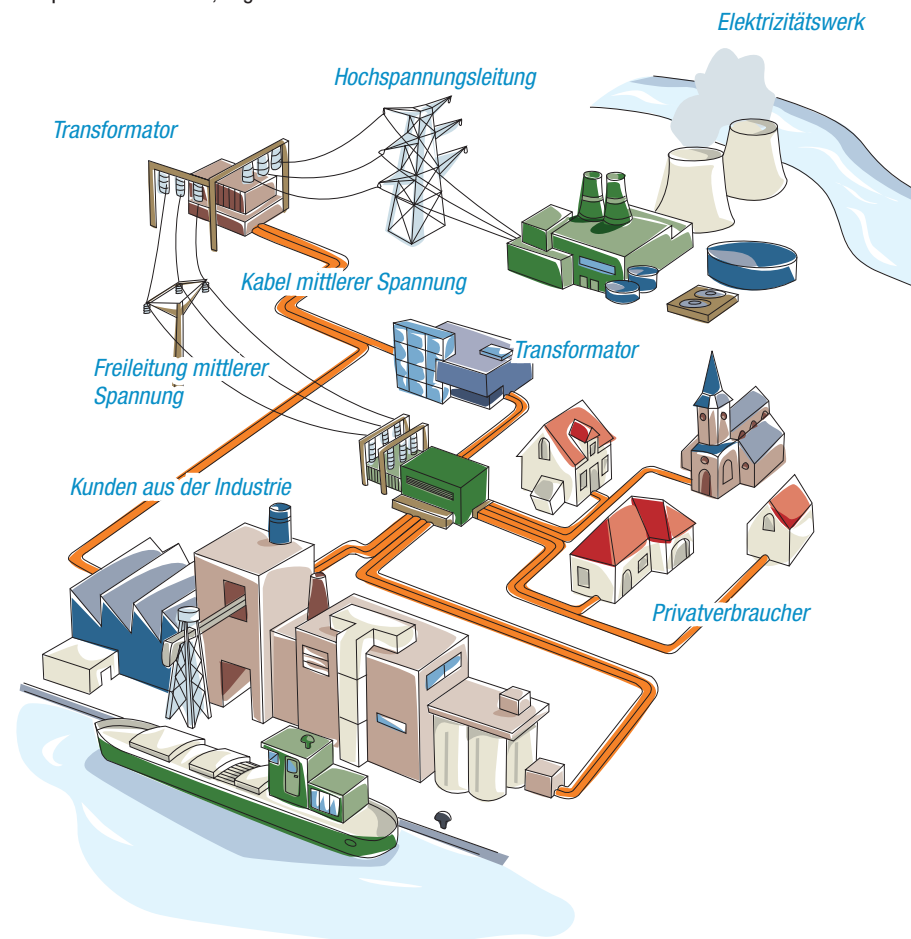 Elektrizitätswerk
Hochspannungsleitung
Transformator
Kabel mittlerer Spannung
Transformator
Freileitung mittlerer
Spannung
Kunden aus der Industrie
Privatverbraucher